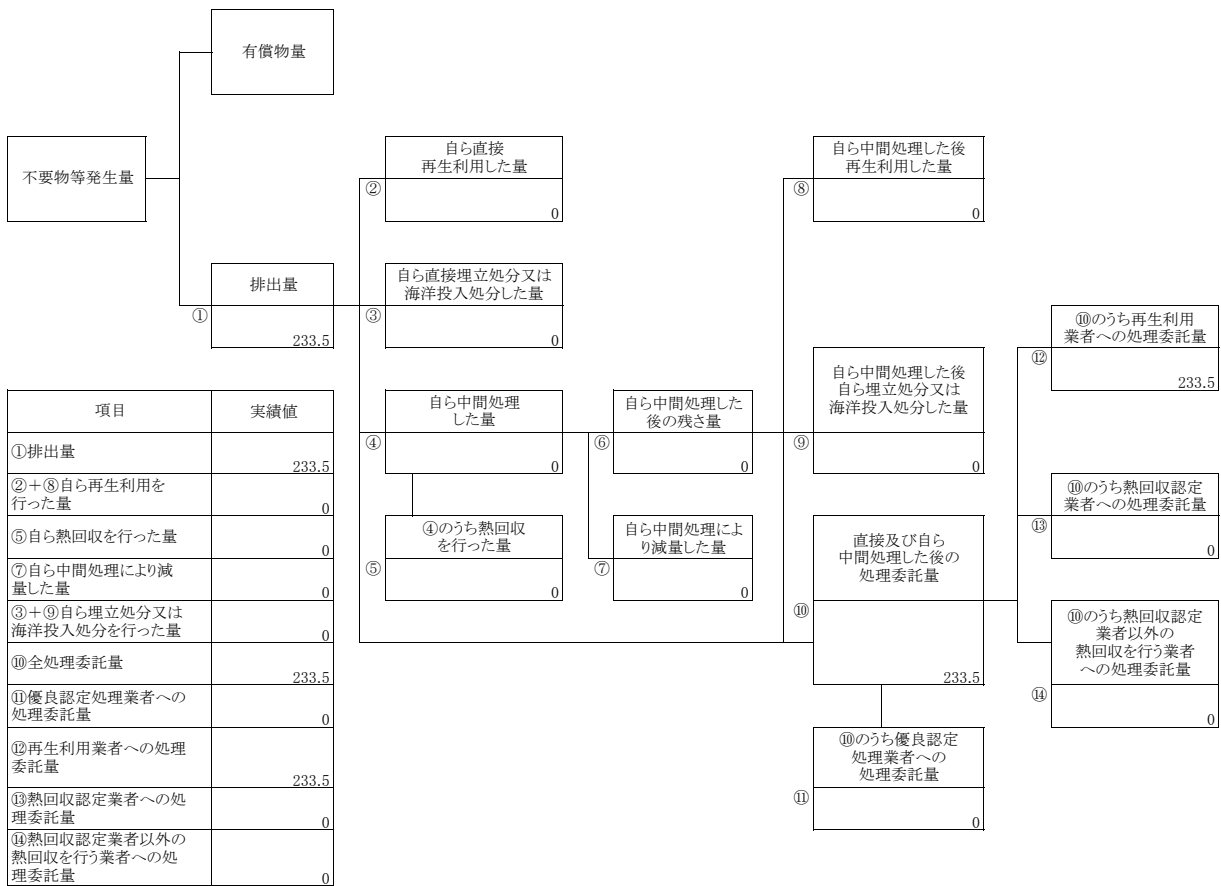 有償物量
不要物等発生量
自ら直接
再生利用した量
②
0
自ら中間処理した後
再生利用した量
⑧
0
排出量
①
233.5
自ら直接埋立処分又は
海洋投入処分した量
③
0
⑩のうち再生利用
業者への処理委託量
⑫
233.5
自ら中間処理
した量
④
0
自ら中間処理した
後の残さ量
⑥
0
自ら中間処理した後
自ら埋立処分又は
海洋投入処分した量
⑨
0
⑩のうち熱回収認定
業者への処理委託量
⑬
0
④のうち熱回収
を行った量
⑤
0
自ら中間処理によ
り減量した量
⑦
0
直接及び自ら
中間処理した後の
処理委託量
⑩
233.5
⑩のうち熱回収認定
業者以外の
熱回収を行う業者
への処理委託量
⑭
0
⑩のうち優良認定
処理業者への
処理委託量
⑪
0
項目 実績値
①排出量
233.5
②+⑧自ら再生利用を
行った量
0
⑤自ら熱回収を行った量
0
⑦自ら中間処理により減
量した量
0
③+⑨自ら埋立処分又は
海洋投入処分を行った量
0
⑩全処理委託量
233.5
⑪優良認定処理業者への
処理委託量
0
⑫再生利用業者への処理
委託量
233.5
⑬熱回収認定業者への処
理委託量
0
⑭熱回収認定業者以外の
熱回収を行う業者への処
理委託量
0